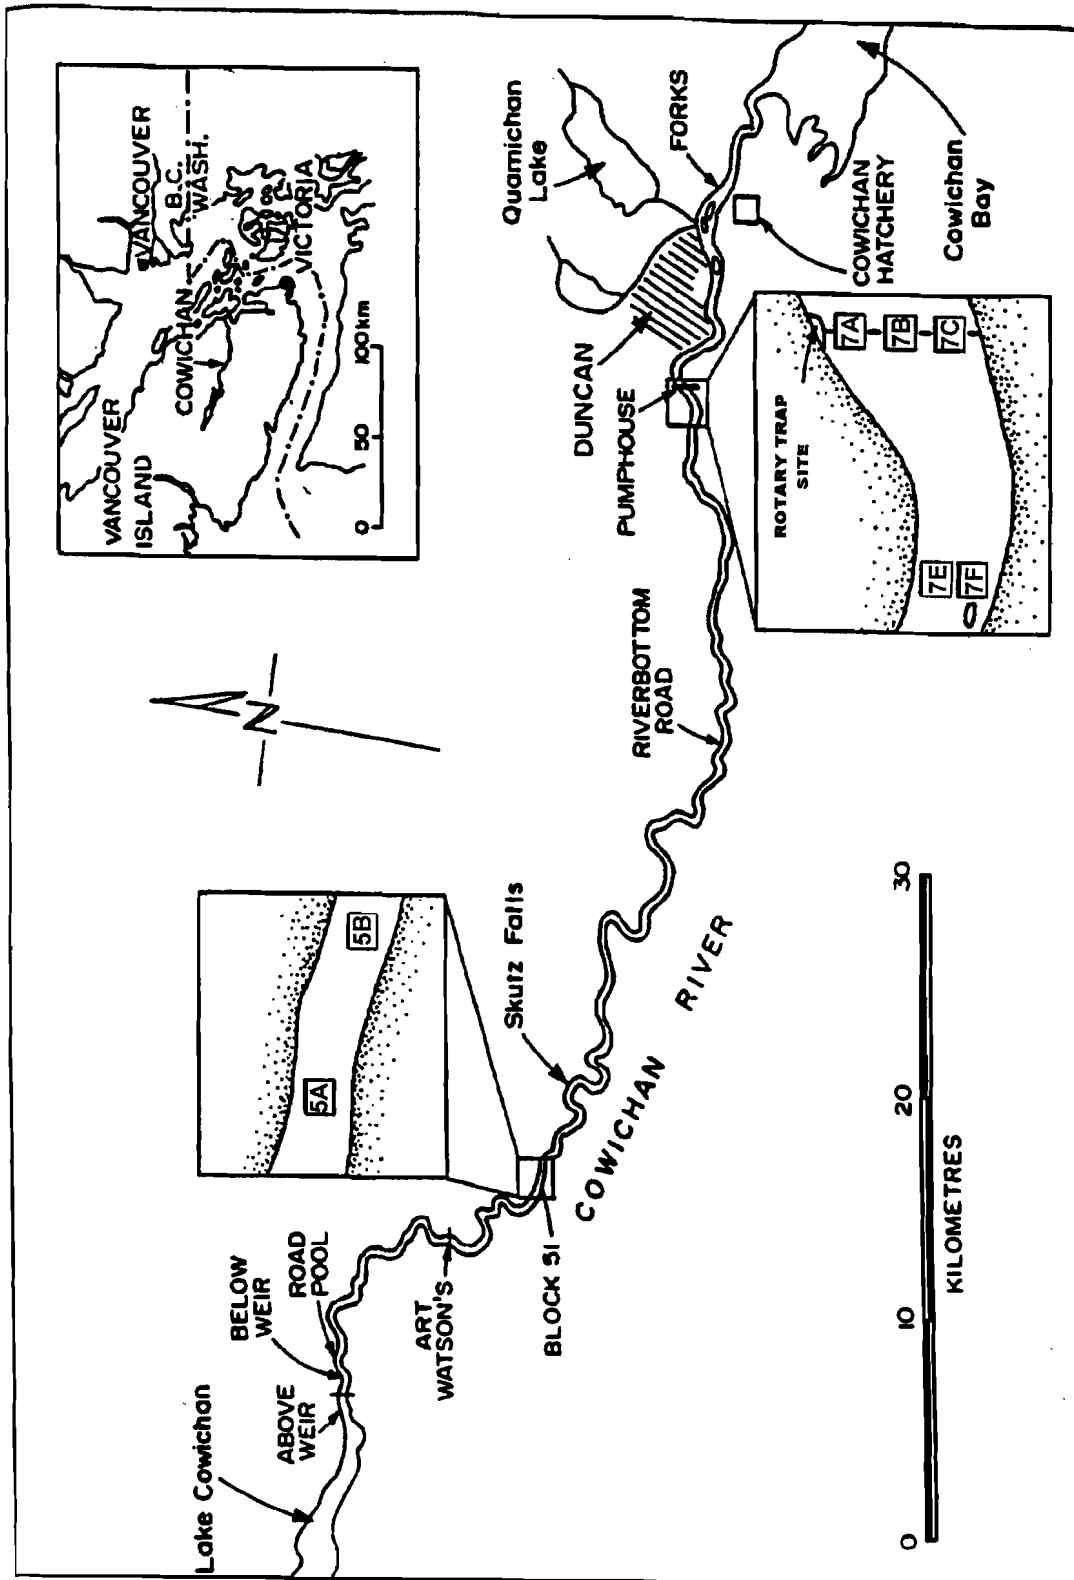 Lake Cowichan
ABOVE
WEIR
BELOW
WEIR
ROAD
POOL
ART
WATSON'S
BLOCK 51
5A
5B
Skutz Falls
COWICHAN RIVER
N
RIVERBOTTOM
ROAD
PUMPHOUSE
DUNCAN
Quamichan
Lake
FORKS
COWICHAN
HATCHERY
Cowichan
Bay
ROTARY TRAP
SITE
7A
7B
7C
7E
7F
VANCOUVER
ISLAND
COWICHAN
VANCOUVER
B.C.
WASH.
VICTORIA
0 50 100 km
0 10 20 30
KILOMETRES